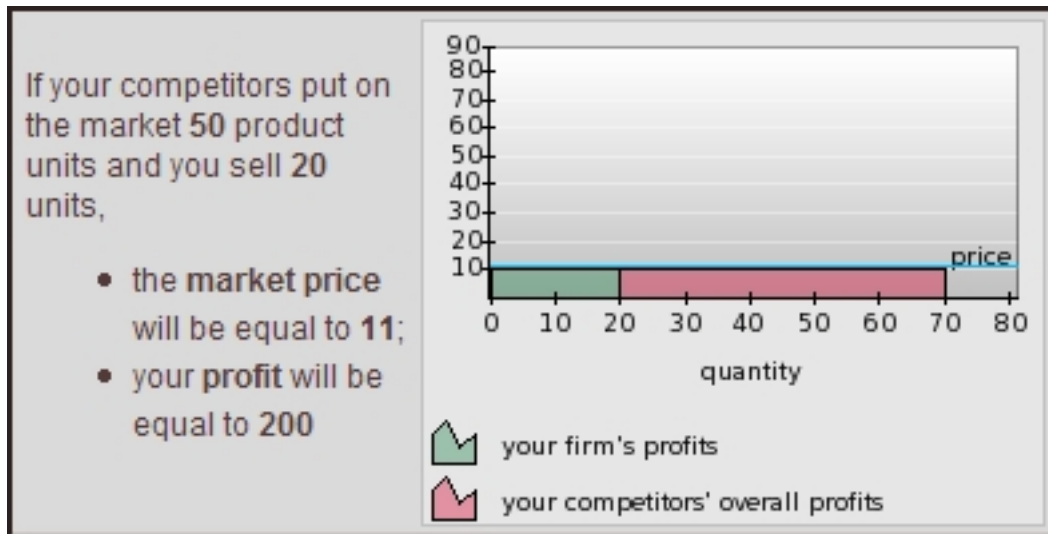 If your competitors put on
the market 50 product
units and you sell 20
units,
the market price
will be equal to 11;
your profit will be
equal to 200
90
80
70
60
50
40
30
20
10
price
0 10 20 30 40 50 60 70 80
quantity
your firm's profits
your competitors' overall profits